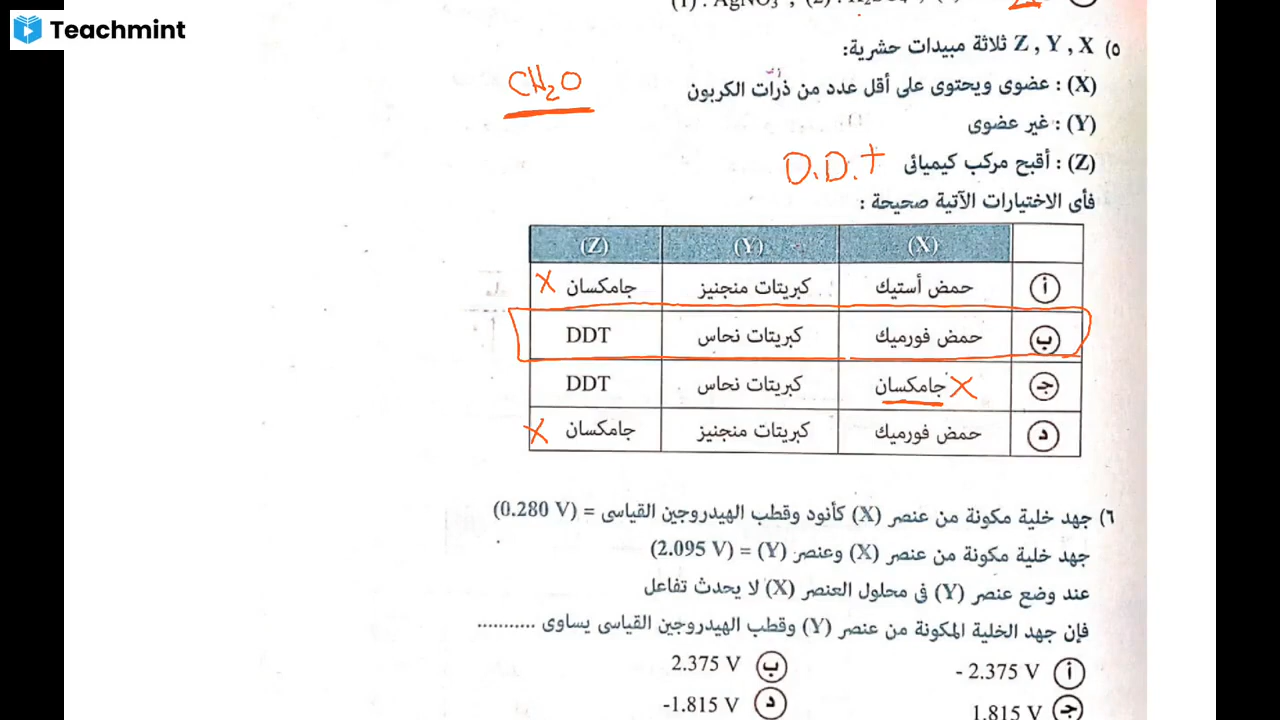 Teachmint
(1) : AgNO3
٥) X , Y , Z ثلاثة مبيدات حشرية:
(X) : عضوى ويحتوى على أقل عدد من ذرات الكربون
CH2O
(Y) : غير عضوى
(Z) : أقبح مركب كيميائى D.D.t
فأى الاختيارات الآتية صحيحة :
(X) (Y) (Z)
أ حمض أستيك كبريتات منجنيز جامكسان X
ب حمض فورميك كبريتات نحاس DDT
جـ X جامكسان كبريتات نحاس DDT
د حمض فورميك كبريتات منجنيز جامكسان X
٦) جهد خلية مكونة من عنصر (X) كأنود وقطب الهيدروجين القياسى = (0.280 V)
جهد خلية مكونة من عنصر (X) وعنصر (Y) = (2.095 V)
عند وضع عنصر (Y) فى محلول العنصر (X) لا يحدث تفاعل
فإن جهد الخلية المكونة من عنصر (Y) وقطب الهيدروجين القياسى يساوى ...........
أ - 2.375 V ب 2.375 V
جـ 1.815 V د -1.815 V